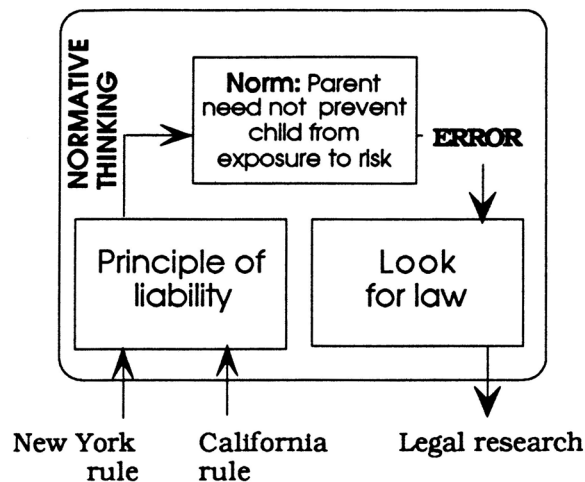 NORMATIVE
THINKING
Norm: Parent
need not prevent
child from
exposure to risk
ERROR
Principle of
liability
Look
for law
New York
rule
California
rule
Legal research